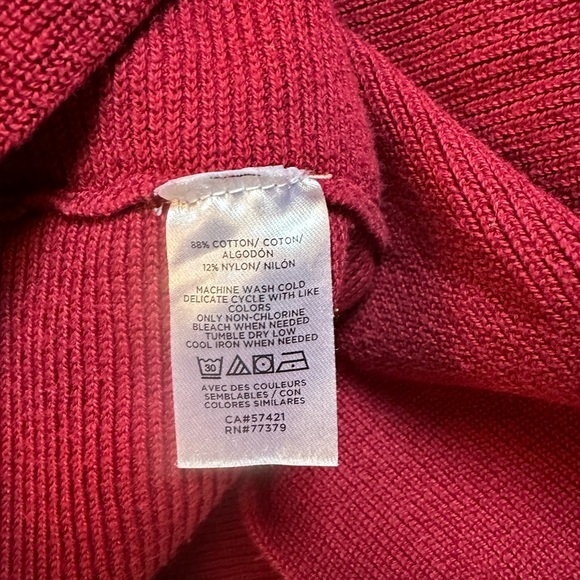 88% COTTON/ COTON/
ALGODÓN
12% NYLON/ NILÓN
MACHINE WASH COLD
DELICATE CYCLE WITH LIKE
COLORS
ONLY NON-CHLORINE
BLEACH WHEN NEEDED
TUMBLE DRY LOW
COOL IRON WHEN NEEDED
30
AVEC DES COULEURS
SEMBLABLES / CON
COLORES SIMILARES
CA#57421
RN#77379